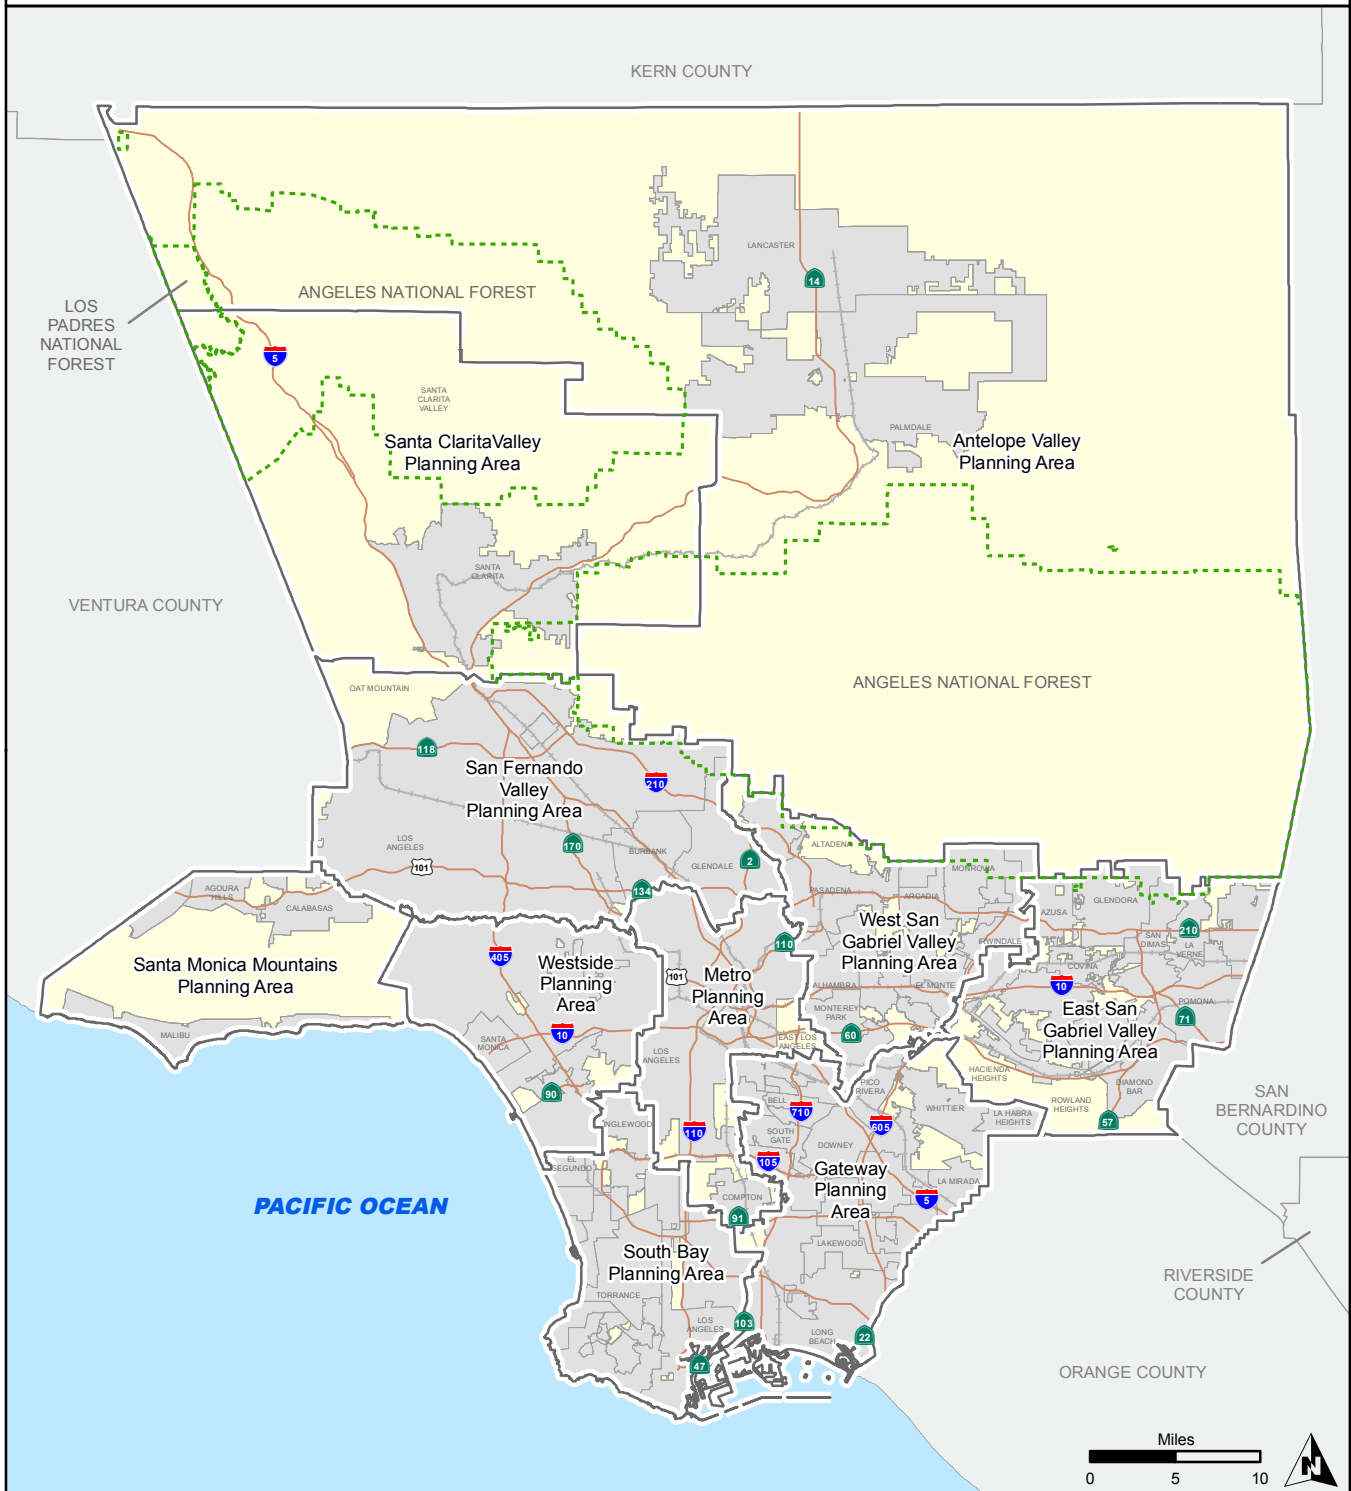 KERN COUNTY
LANCASTER
14
ANGELES NATIONAL FOREST
LOS
PADRES
NATIONAL
FOREST
5
SANTA
CLARITA
VALLEY
Santa ClaritaValley
Planning Area
PALMDALE
Antelope Valley
Planning Area
SANTA
CLARITA
VENTURA COUNTY
OAT MOUNTAIN
ANGELES NATIONAL FOREST
118
San Fernando
Valley
Planning Area
210
LOS
ANGELES
101
170
BURBANK
GLENDALE
2
134
ALTADENA
PASADENA
ARCADIA
MONROVIA
AGOURA
HILLS
CALABASAS
Santa Monica Mountains
Planning Area
MALIBU
405
Westside
Planning
Area
10
SANTA
MONICA
90
101
Metro
Planning
Area
110
LOS
ANGELES
EAST LOS
ANGELES
West San
Gabriel Valley
Planning Area
IRWINDALE
ALHAMBRA
EL MONTE
MONTEREY
PARK
60
AZUSA
GLENDORA
SAN
DIMAS
210
LA
VERNE
COVINA
10
POMONA
71
East San
Gabriel Valley
Planning Area
HACIENDA
HEIGHTS
DIAMOND
BAR
ROWLAND
HEIGHTS
57
LA HABRA
HEIGHTS
SAN
BERNARDINO
COUNTY
PICO
RIVERA
WHITTIER
BELL
710
605
SOUTH
GATE
DOWNEY
INGLEWOOD
110
105
EL
SEGUNDO
Gateway
Planning
Area
LA MIRADA
5
COMPTON
91
PACIFIC OCEAN
South Bay
Planning Area
LAKEWOOD
TORRANCE
LOS
ANGELES
103
LONG
BEACH
22
47
RIVERSIDE
COUNTY
ORANGE COUNTY
Miles
0 5 10
N